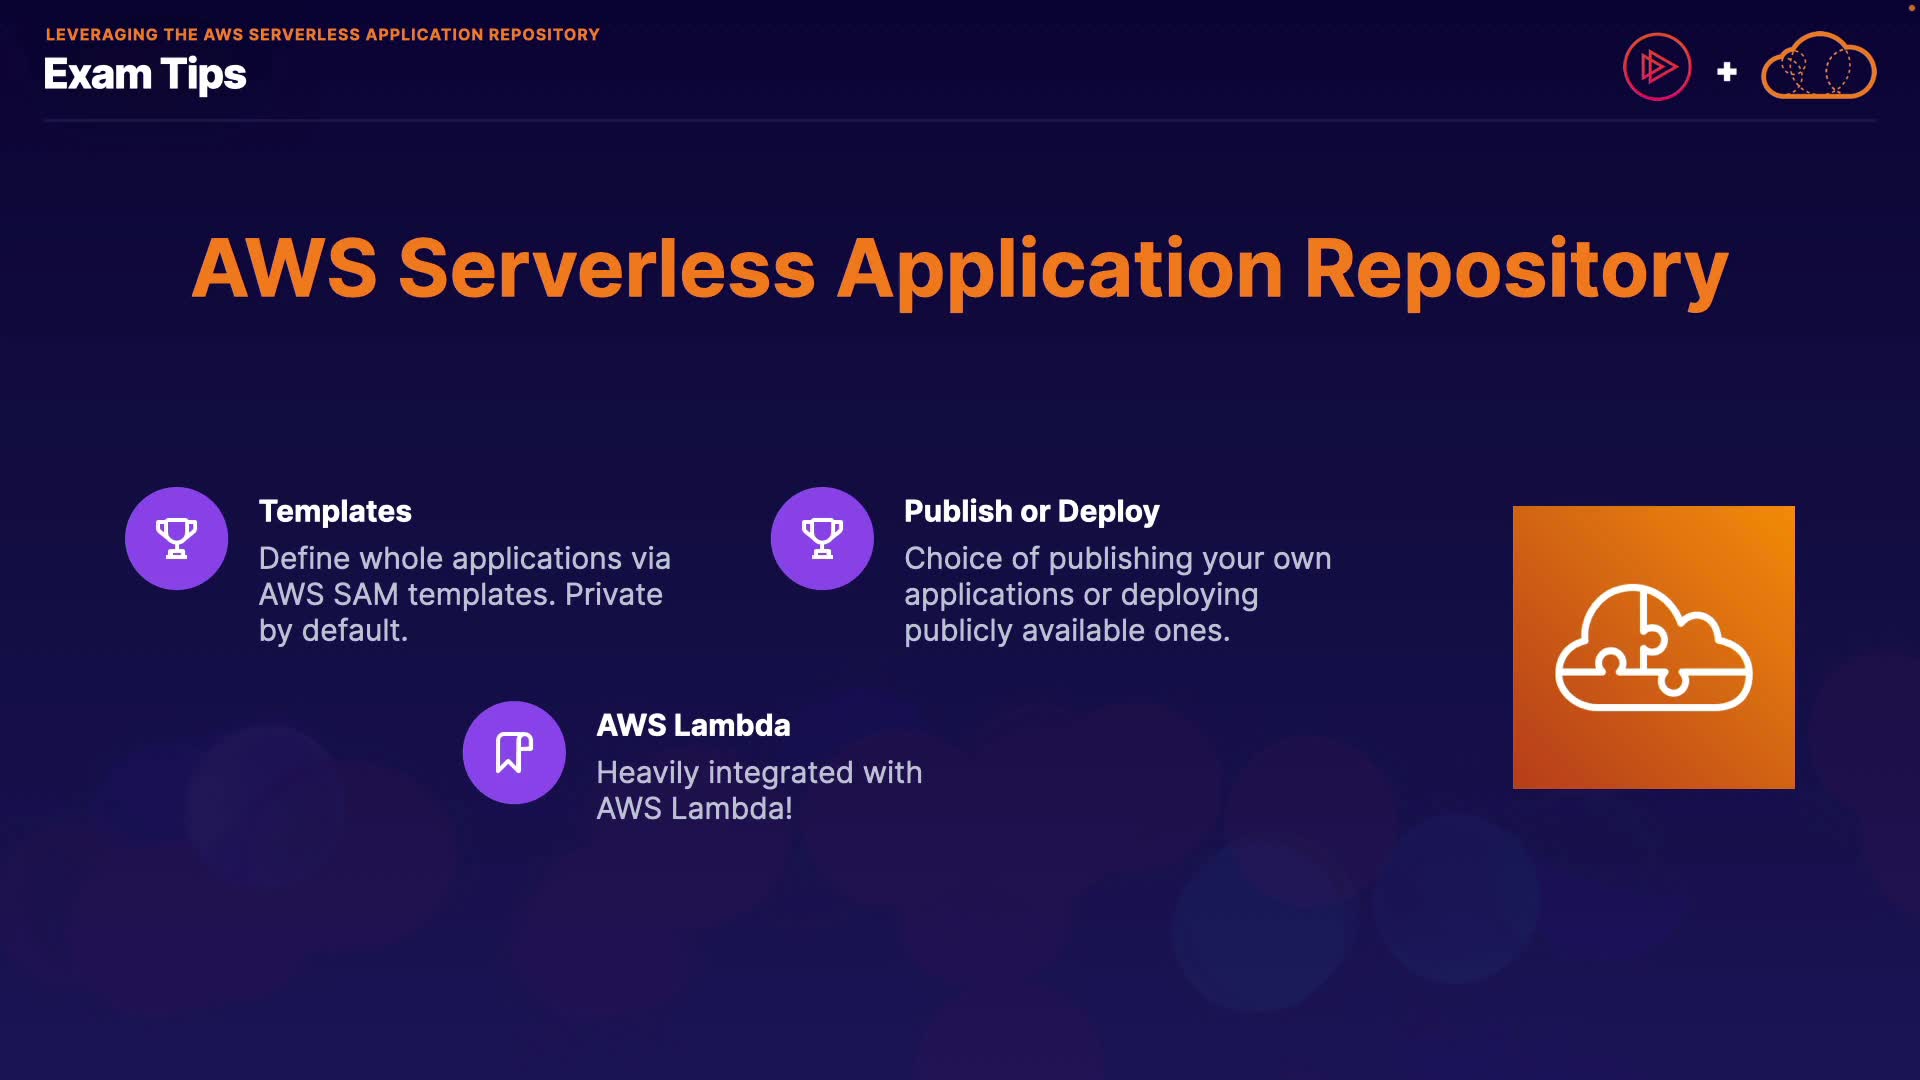 LEVERAGING THE AWS SERVERLESS APPLICATION REPOSITORY
Exam Tips
AWS Serverless Application Repository
Templates
Define whole applications via
AWS SAM templates. Private
by default.
Publish or Deploy
Choice of publishing your own
applications or deploying
publicly available ones.
AWS Lambda
Heavily integrated with
AWS Lambda!